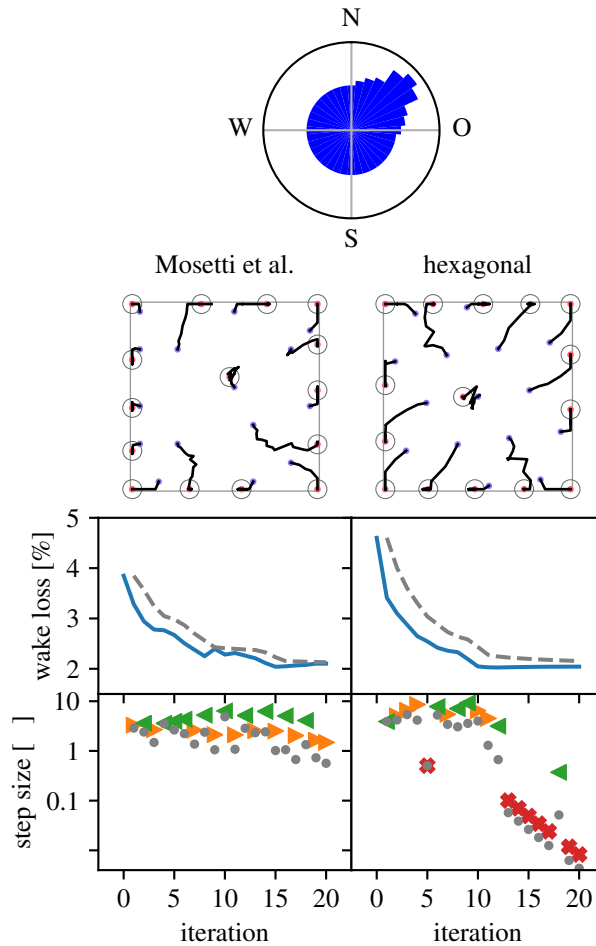 N
W O
S
Mosetti et al. hexagonal
5
4
3
2
wake loss [%]
10
1
0.1
step size [ ]
0 5 10 15 20 0 5 10 15 20
iteration iteration